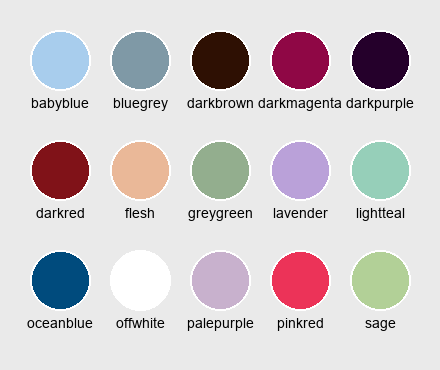 babyblue bluegrey darkbrown darkmagenta darkpurple
darkred flesh greygreen lavender lightteal
oceanblue offwhite palepurple pinkred sage